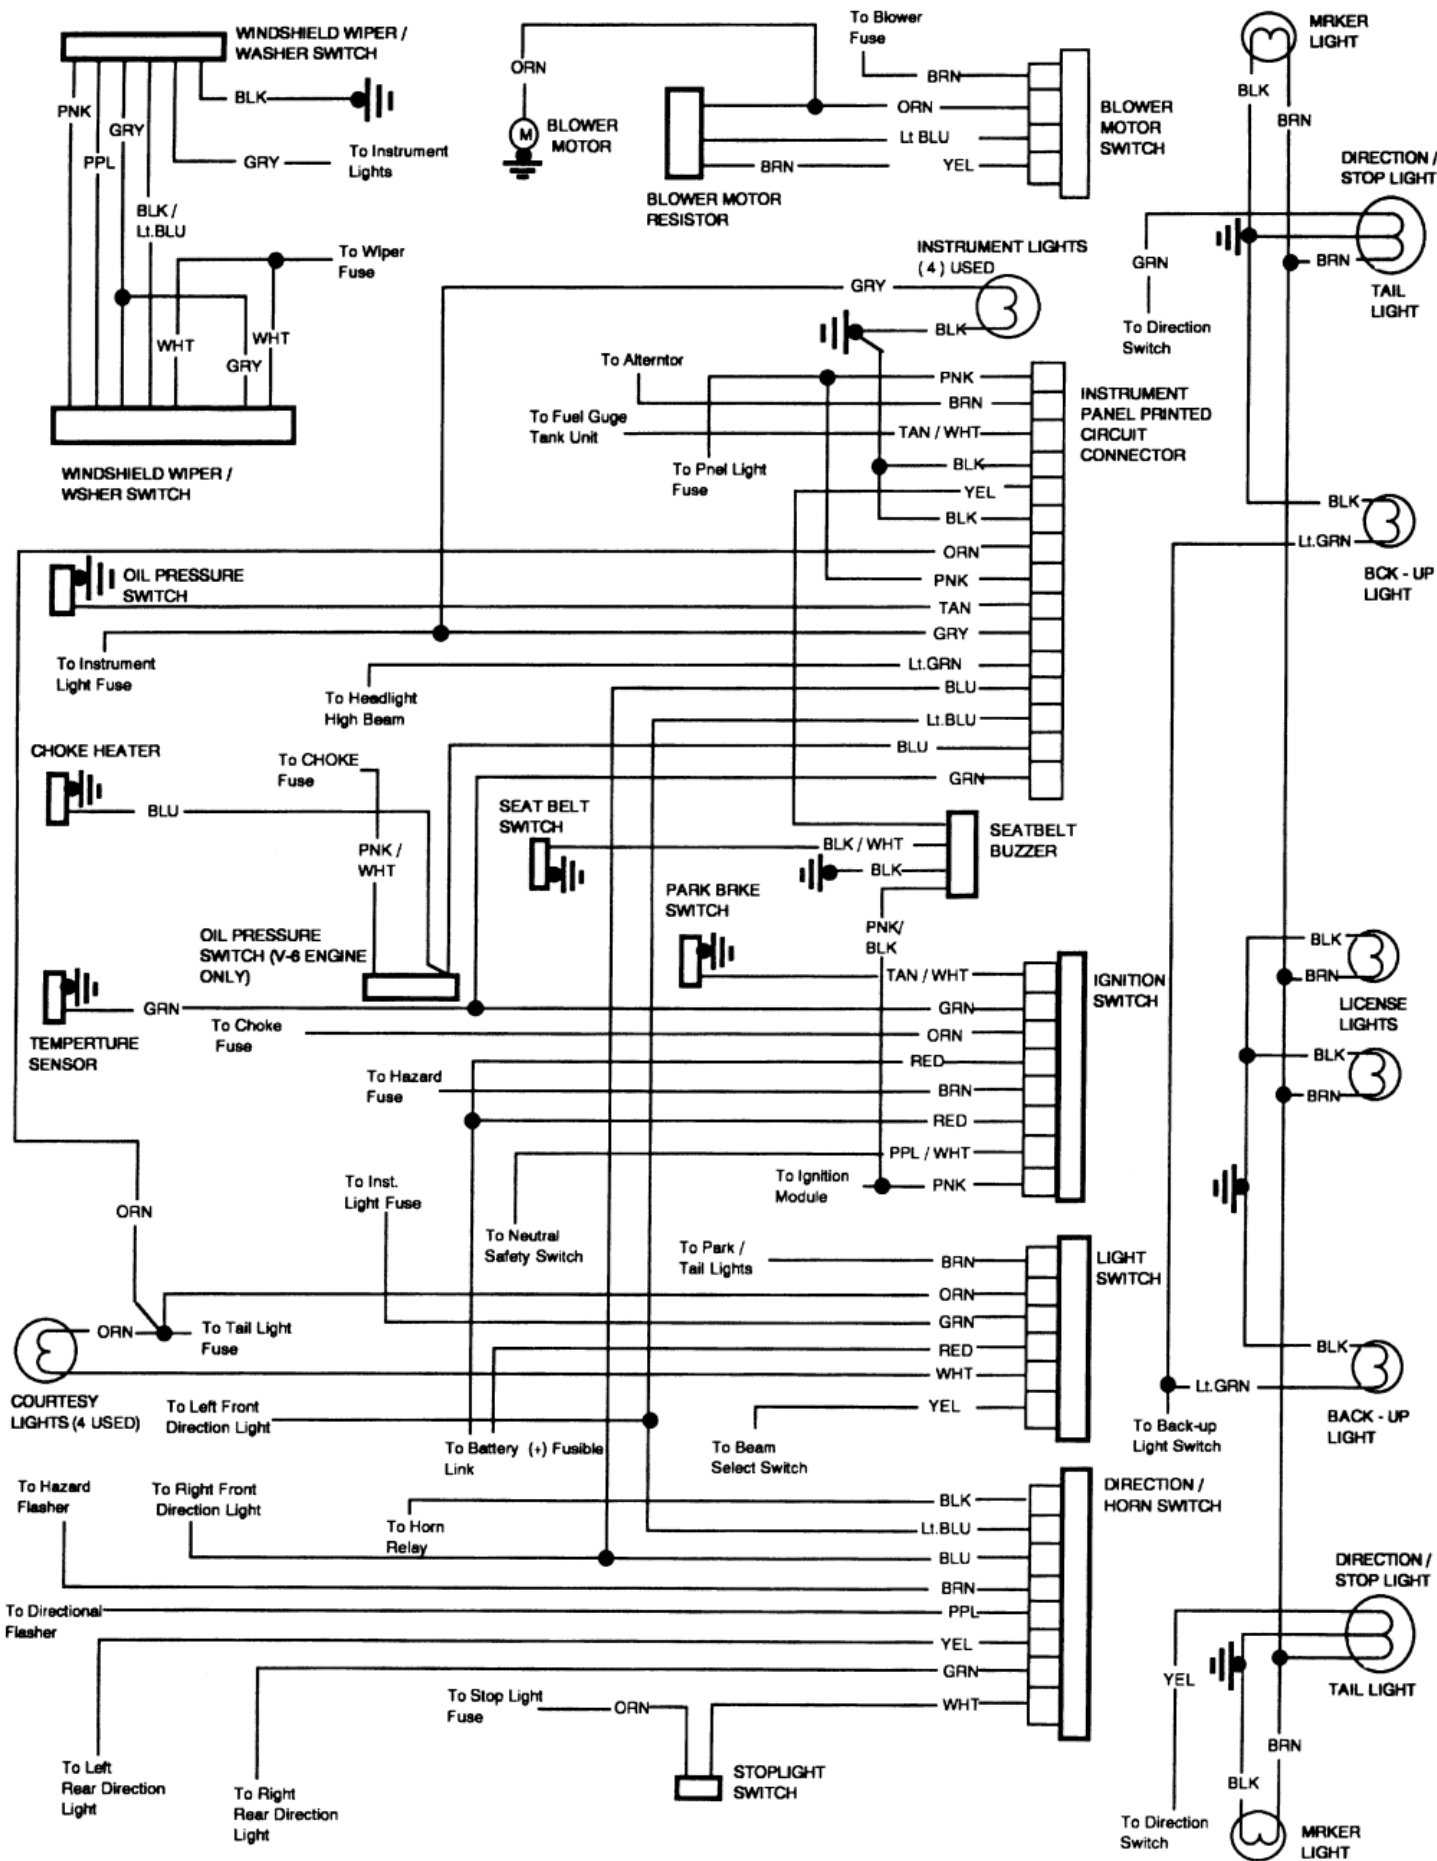 WINDSHIELD WIPER /
WASHER SWITCH
PNK
PPL
GRY
BLK /
Lt.BLU
BLK
GRY
To Instrument
Lights
To Wiper
Fuse
WHT
GRY
WHT
WINDSHIELD WIPER /
WSHER SWITCH
ORN
M
BLOWER
MOTOR
To Blower
Fuse
BRN
ORN
Lt BLU
BRN
YEL
BLOWER
MOTOR
SWITCH
BLOWER MOTOR
RESISTOR
MRKER
LIGHT
BLK
BRN
DIRECTION /
STOP LIGHT
GRN
BRN
TAIL
LIGHT
To Direction
Switch
INSTRUMENT LIGHTS
( 4 ) USED
GRY
BLK
To Alterntor
To Fuel Guge
Tank Unit
To Pnel Light
Fuse
PNK
BRN
TAN / WHT
BLK
YEL
BLK
ORN
PNK
TAN
GRY
Lt.GRN
BLU
Lt.BLU
BLU
GRN
INSTRUMENT
PANEL PRINTED
CIRCUIT
CONNECTOR
BLK
Lt.GRN
BCK - UP
LIGHT
OIL PRESSURE
SWITCH
To Instrument
Light Fuse
To Headlight
High Beam
CHOKE HEATER
BLU
To CHOKE
Fuse
PNK /
WHT
SEAT BELT
SWITCH
BLK / WHT
BLK
PNK/
BLK
SEATBELT
BUZZER
PARK BRKE
SWITCH
OIL PRESSURE
SWITCH (V-6 ENGINE
ONLY)
TEMPERTURE
SENSOR
GRN
To Choke
Fuse
To Hazard
Fuse
TAN / WHT
GRN
ORN
RED
BRN
RED
PPL / WHT
PNK
IGNITION
SWITCH
To Ignition
Module
BLK
BRN
LICENSE
LIGHTS
BLK
BRN
ORN
To Inst.
Light Fuse
To Neutral
Safety Switch
To Park /
Tail Lights
BRN
ORN
GRN
RED
WHT
YEL
LIGHT
SWITCH
ORN
To Tail Light
Fuse
COURTESY
LIGHTS (4 USED)
To Left Front
Direction Light
To Battery (+) Fusible
Link
To Beam
Select Switch
BLK
Lt.GRN
To Back-up
Light Switch
BACK - UP
LIGHT
To Hazard
Flasher
To Right Front
Direction Light
To Horn
Relay
BLK
Lt.BLU
BLU
BRN
PPL
YEL
GRN
WHT
DIRECTION /
HORN SWITCH
To Directional
Flasher
To Stop Light
Fuse
ORN
STOPLIGHT
SWITCH
To Left
Rear Direction
Light
To Right
Rear Direction
Light
DIRECTION /
STOP LIGHT
YEL
TAIL LIGHT
BRN
BLK
To Direction
Switch
MRKER
LIGHT